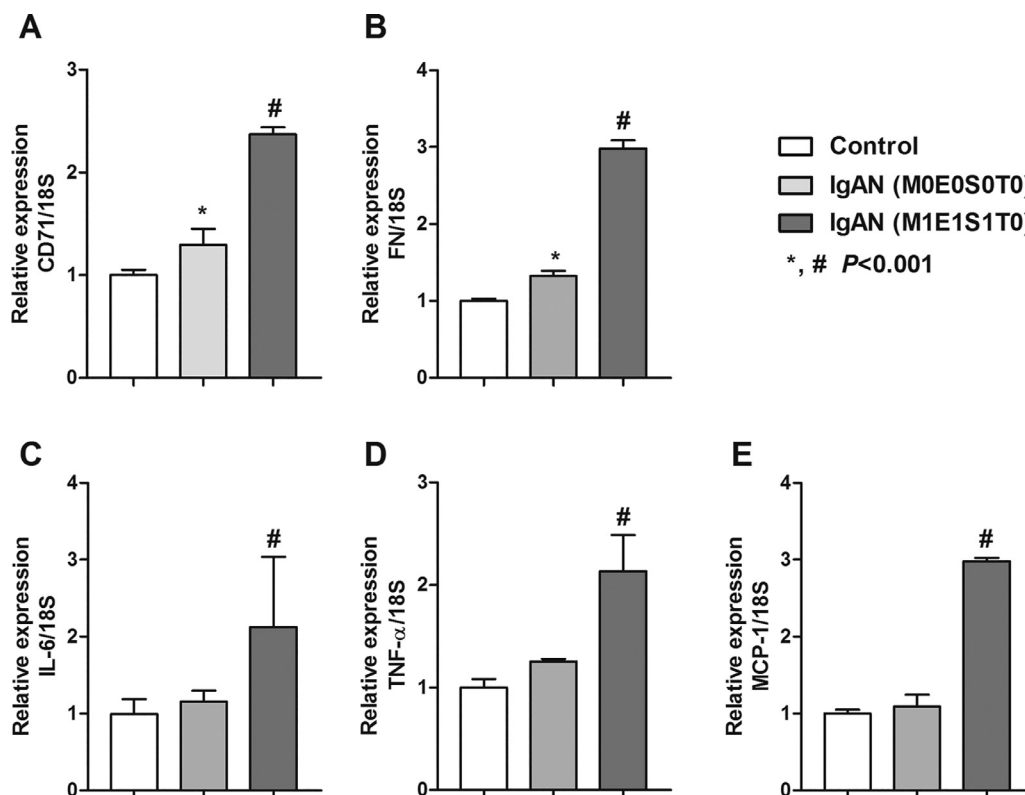 A
Relative expression
CD71/18S
3
2
1
0
*
#
B
Relative expression
FN/18S
4
3
2
1
0
*
#
Control
IgAN (M0E0S0T0)
IgAN (M1E1S1T0)
*, # P<0.001
C
Relative expression
IL-6/18S
4
3
2
1
0
#
D
Relative expression
TNF-α/18S
3
2
1
0
#
E
Relative expression
MCP-1/18S
4
3
2
1
0
#